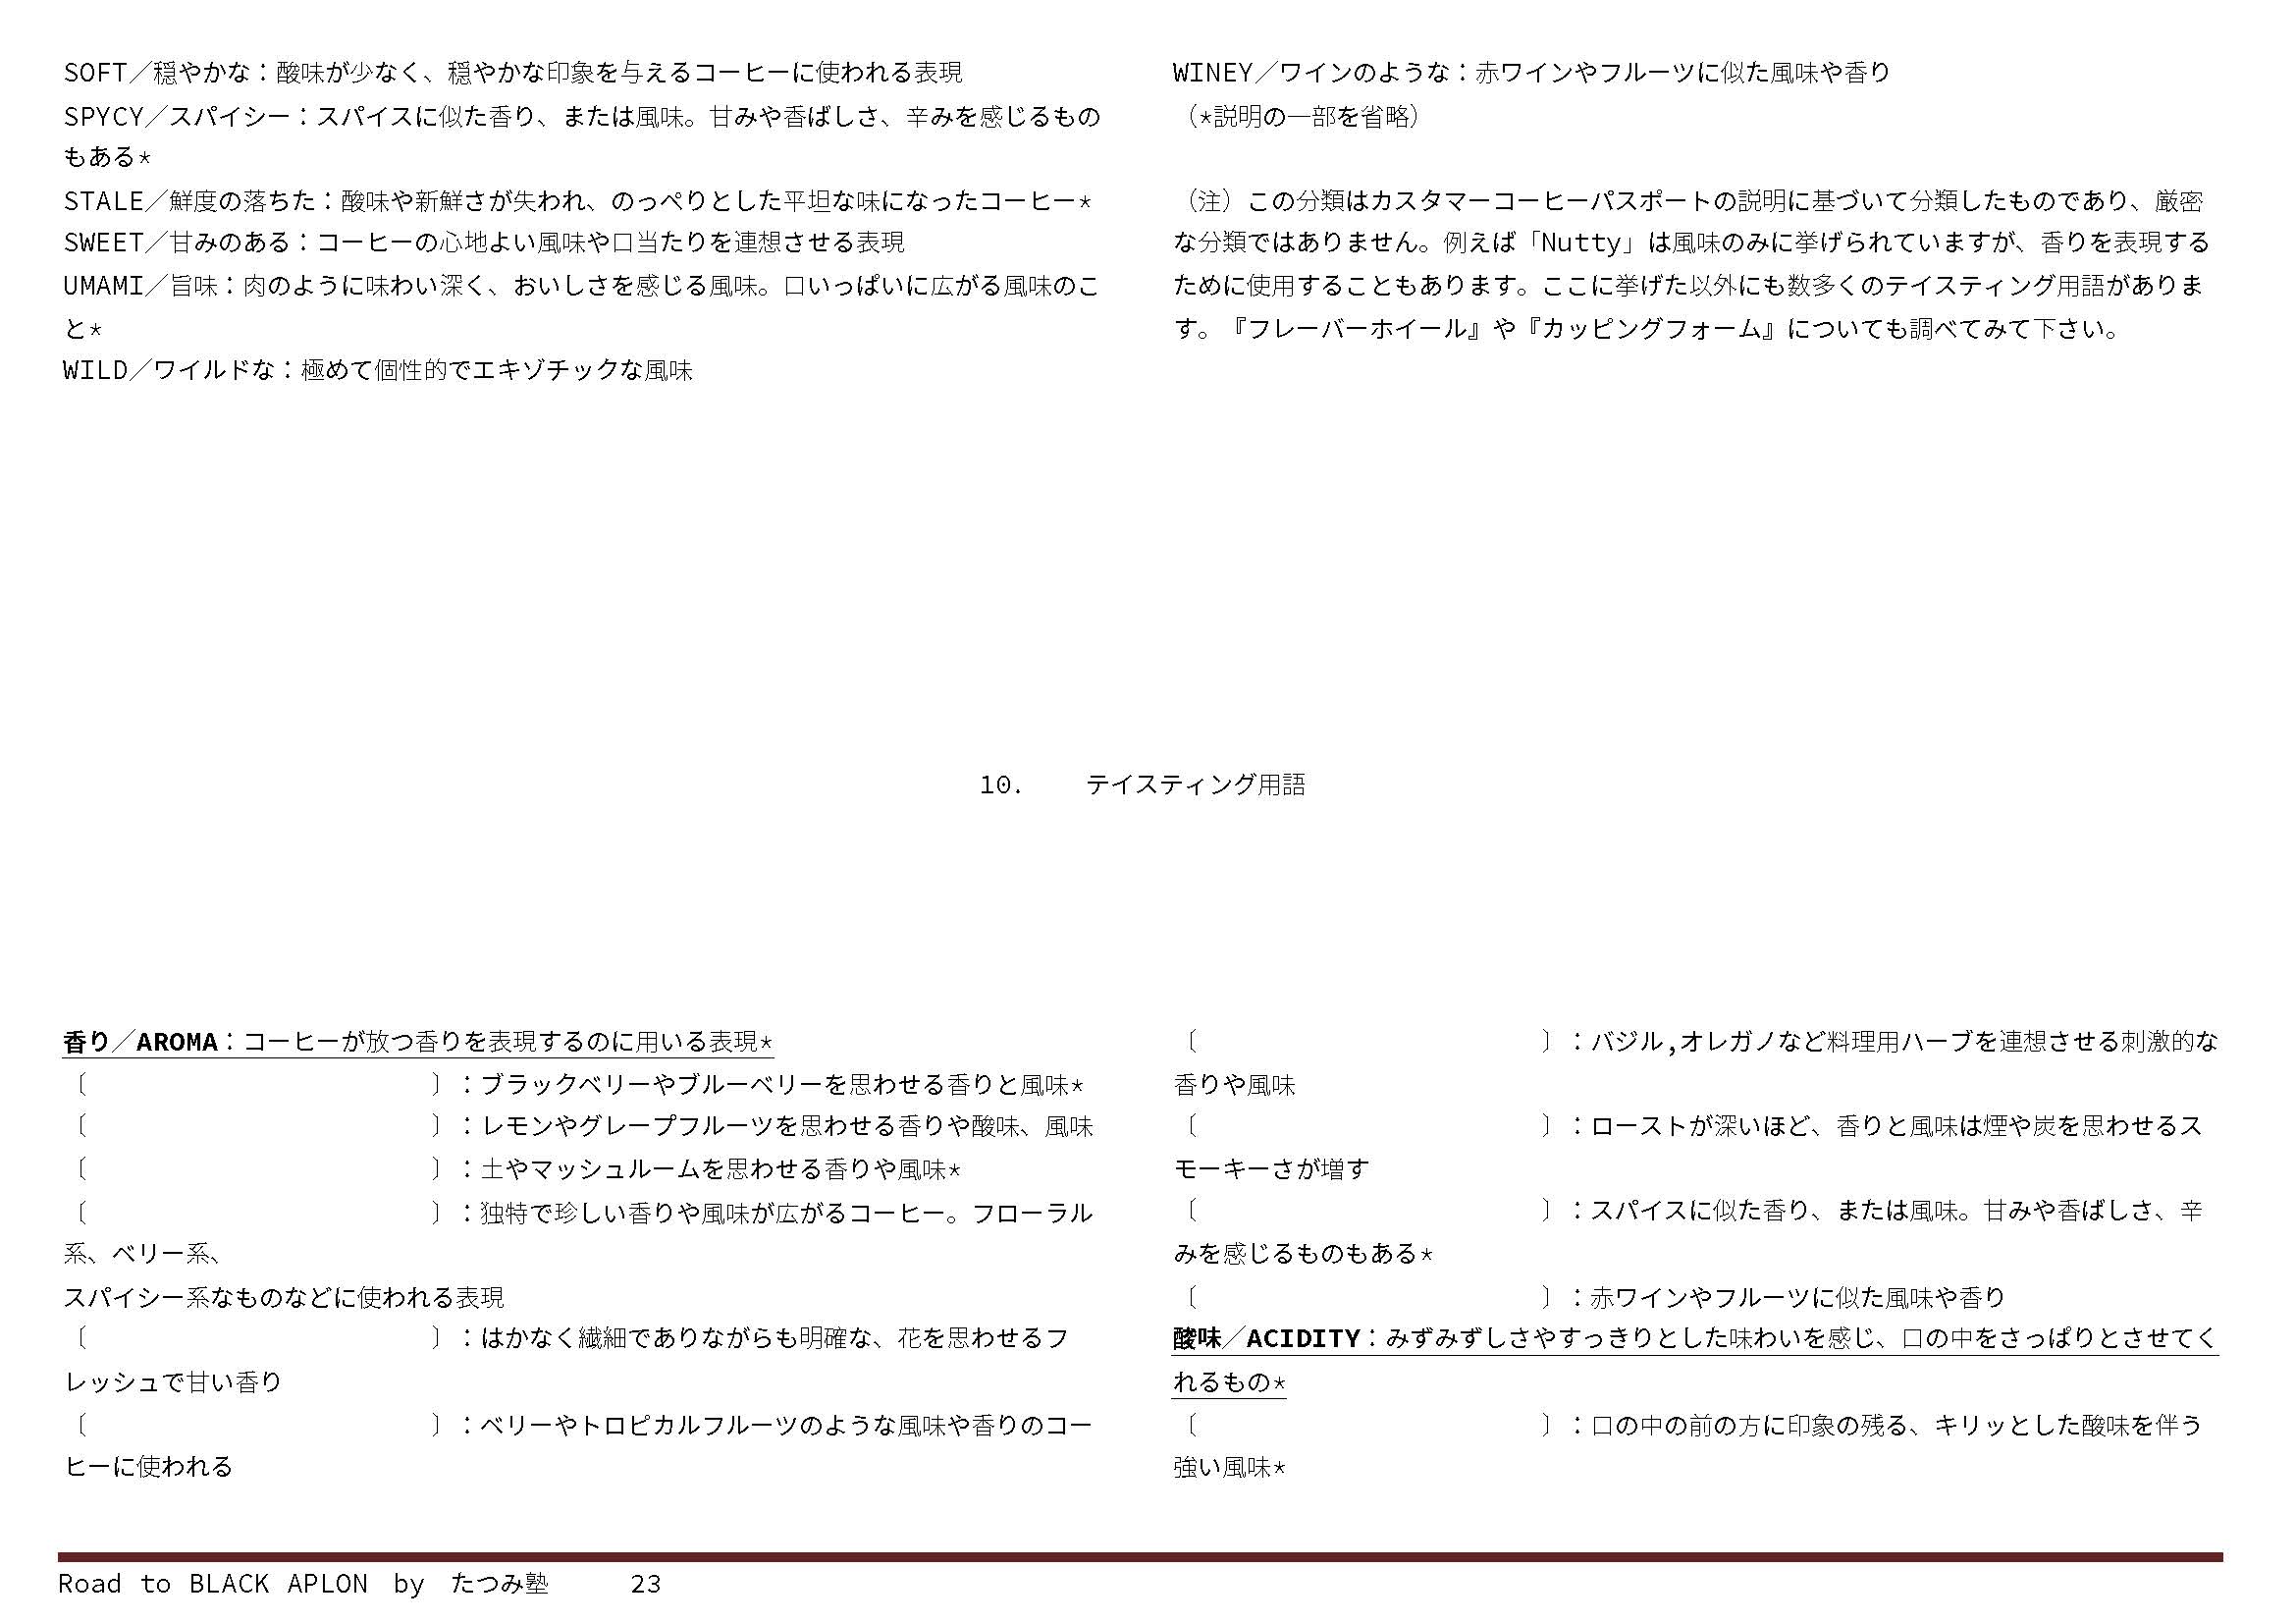 SOFT／穏やかな：酸味が少なく、穏やかな印象を与えるコーヒーに使われる表現
SPYCY／スパイシー：スパイスに似た香り、または風味。甘みや香ばしさ、辛みを感じるもの
もある*
STALE／鮮度の落ちた：酸味や新鮮さが失われ、のっぺりとした平坦な味になったコーヒー*
SWEET／甘みのある：コーヒーの心地よい風味や口当たりを連想させる表現
UMAMI／旨味：肉のように味わい深く、おいしさを感じる風味。口いっぱいに広がる風味のこ
と*
WILD／ワイルドな：極めて個性的でエキゾチックな風味
WINEY／ワインのような：赤ワインやフルーツに似た風味や香り
（*説明の一部を省略）
（注）この分類はカスタマーコーヒーパスポートの説明に基づいて分類したものであり、厳密
な分類ではありません。例えば「Nutty」は風味のみに挙げられていますが、香りを表現する
ために使用することもあります。ここに挙げた以外にも数多くのテイスティング用語がありま
す。『フレーバーホイール』や『カッピングフォーム』についても調べてみて下さい。
10.　テイスティング用語
香り／AROMA：コーヒーが放つ香りを表現するのに用いる表現*
〔　　　　　　　　　　　　　　〕：ブラックベリーやブルーベリーを思わせる香りと風味*
〔　　　　　　　　　　　　　　〕：レモンやグレープフルーツを思わせる香りや酸味、風味
〔　　　　　　　　　　　　　　〕：土やマッシュルームを思わせる香りや風味*
〔　　　　　　　　　　　　　　〕：独特で珍しい香りや風味が広がるコーヒー。フローラル
系、ベリー系、
スパイシー系なものなどに使われる表現
〔　　　　　　　　　　　　　　〕：はかなく繊細でありながらも明確な、花を思わせるフ
レッシュで甘い香り
〔　　　　　　　　　　　　　　〕：ベリーやトロピカルフルーツのような風味や香りのコー
ヒーに使われる
〔　　　　　　　　　　　　　　〕：バジル,オレガノなど料理用ハーブを連想させる刺激的な
香りや風味
〔　　　　　　　　　　　　　　〕：ローストが深いほど、香りと風味は煙や炭を思わせるス
モーキーさが増す
〔　　　　　　　　　　　　　　〕：スパイスに似た香り、または風味。甘みや香ばしさ、辛
みを感じるものもある*
〔　　　　　　　　　　　　　　〕：赤ワインやフルーツに似た風味や香り
酸味／ACIDITY：みずみずしさやすっきりとした味わいを感じ、口の中をさっぱりとさせてく
れるもの*
〔　　　　　　　　　　　　　　〕：口の中の前の方に印象の残る、キリッとした酸味を伴う
強い風味*
Road to BLACK APLON by たつみ塾　23